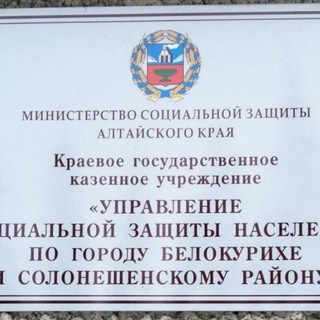 МИНИСТЕРСТВО СОЦИАЛЬНОЙ ЗАЩИТЫ
АЛТАЙСКОГО КРАЯ
Краевое государственное
казенное учреждение
«УПРАВЛЕНИЕ
ЦИАЛЬНОЙ ЗАЩИТЫ НАСЕЛЕ
ПО ГОРОДУ БЕЛОКУРИХЕ
И СОЛОНЕШЕНСКОМУ РАЙОНУ